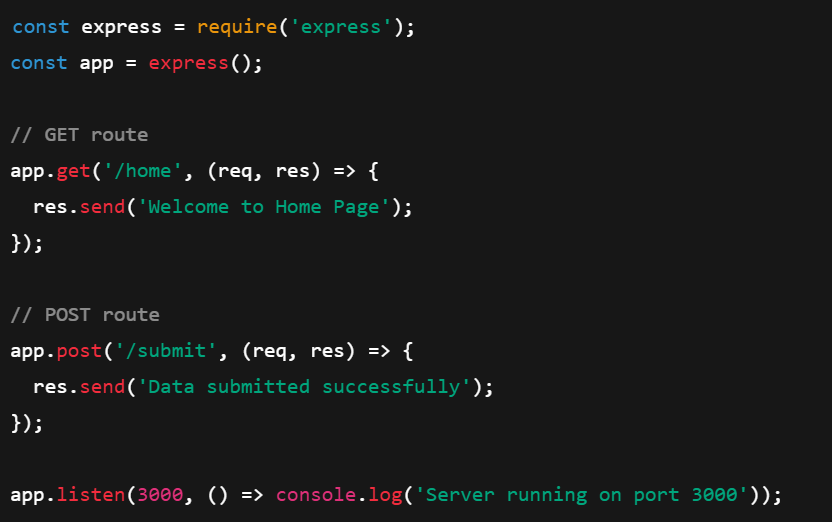 const express = require('express');
const app = express();
// GET route
app.get('/home', (req, res) => {
  res.send('Welcome to Home Page');
});
// POST route
app.post('/submit', (req, res) => {
  res.send('Data submitted successfully');
});
app.listen(3000, () => console.log('Server running on port 3000'));